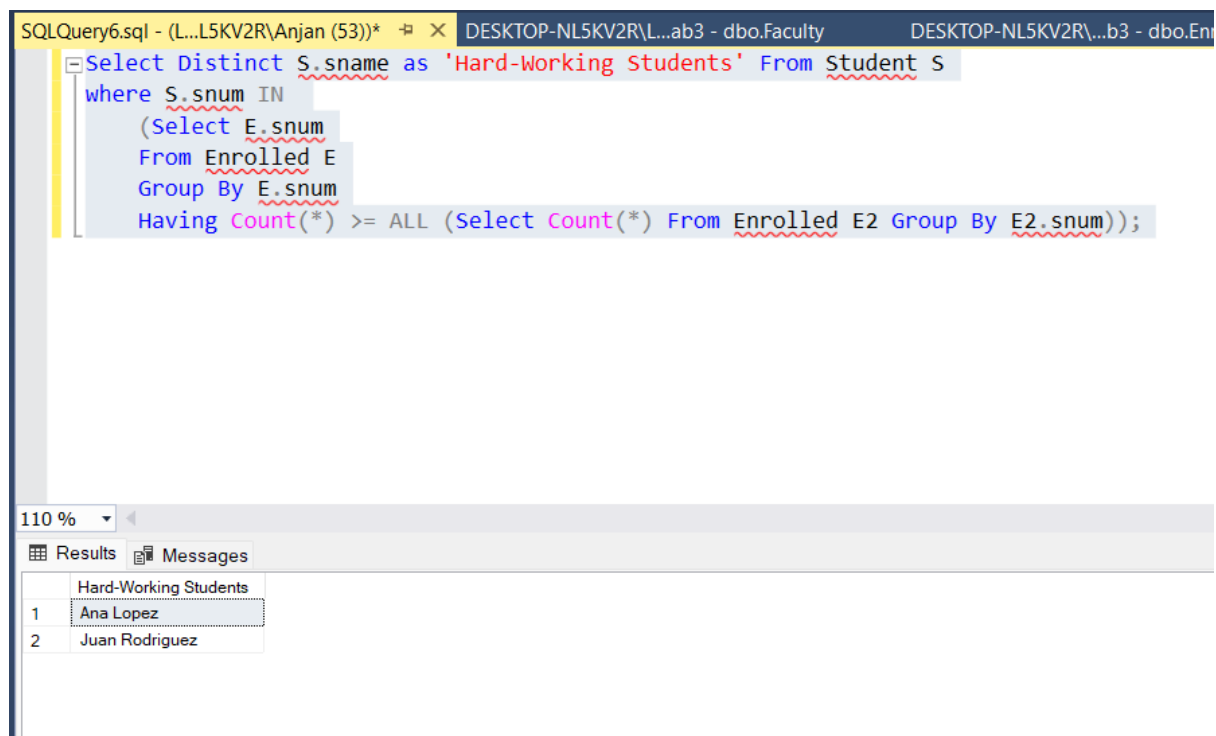 SQLQuery6.sql - (L...L5KV2R\Anjan (53))* DESKTOP-NL5KV2R\L...ab3 - dbo.Faculty DESKTOP-NL5KV2R\...b3 - dbo.Enr
Select Distinct S.sname as 'Hard-Working Students' From Student S
where S.snum IN
(Select E.snum
From Enrolled E
Group By E.snum
Having Count(*) >= ALL (Select Count(*) From Enrolled E2 Group By E2.snum));
110 %
Results Messages
Hard-Working Students
1 Ana Lopez
2 Juan Rodriguez